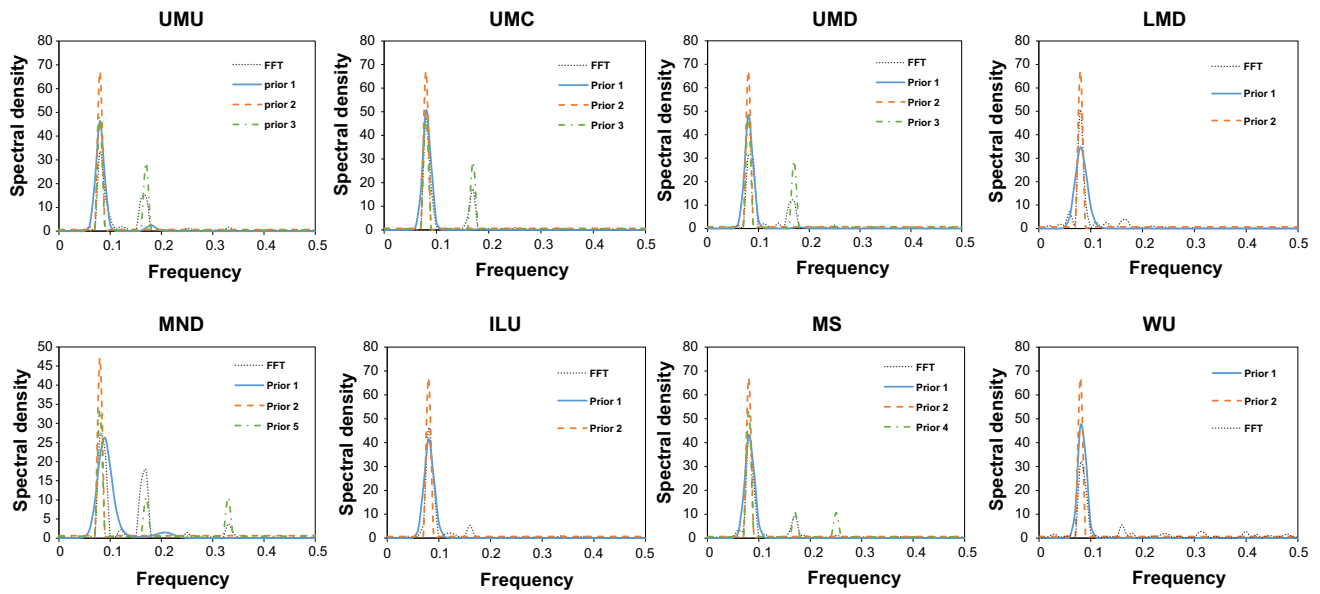 UMU
80
70
60
50
40
30
20
10
0
0
0.1
0.2
0.3
0.4
0.5
Spectral density
Frequency
FFT
prior 1
prior 2
prior 3
UMC
80
70
60
50
40
30
20
10
0
0
0.1
0.2
0.3
0.4
0.5
Spectral density
Frequency
FFT
Prior 1
Prior 2
Prior 3
UMD
80
70
60
50
40
30
20
10
0
0
0.1
0.2
0.3
0.4
0.5
Spectral density
Frequency
FFT
Prior 1
Prior 2
Prior 3
LMD
80
70
60
50
40
30
20
10
0
0
0.1
0.2
0.3
0.4
0.5
Spectral density
Frequency
FFT
Prior 1
Prior 2
MND
50
45
40
35
30
25
20
15
10
5
0
0
0.1
0.2
0.3
0.4
0.5
Spectral density
Frequency
FFT
Prior 1
Prior 2
Prior 5
ILU
80
70
60
50
40
30
20
10
0
0
0.1
0.2
0.3
0.4
0.5
Spectral density
Frequency
FFT
Prior 1
Prior 2
MS
80
70
60
50
40
30
20
10
0
0
0.1
0.2
0.3
0.4
0.5
Spectral density
Frequency
FFT
Prior 1
Prior 2
Prior 4
WU
80
70
60
50
40
30
20
10
0
0
0.1
0.2
0.3
0.4
0.5
Spectral density
Frequency
Prior 1
Prior 2
FFT